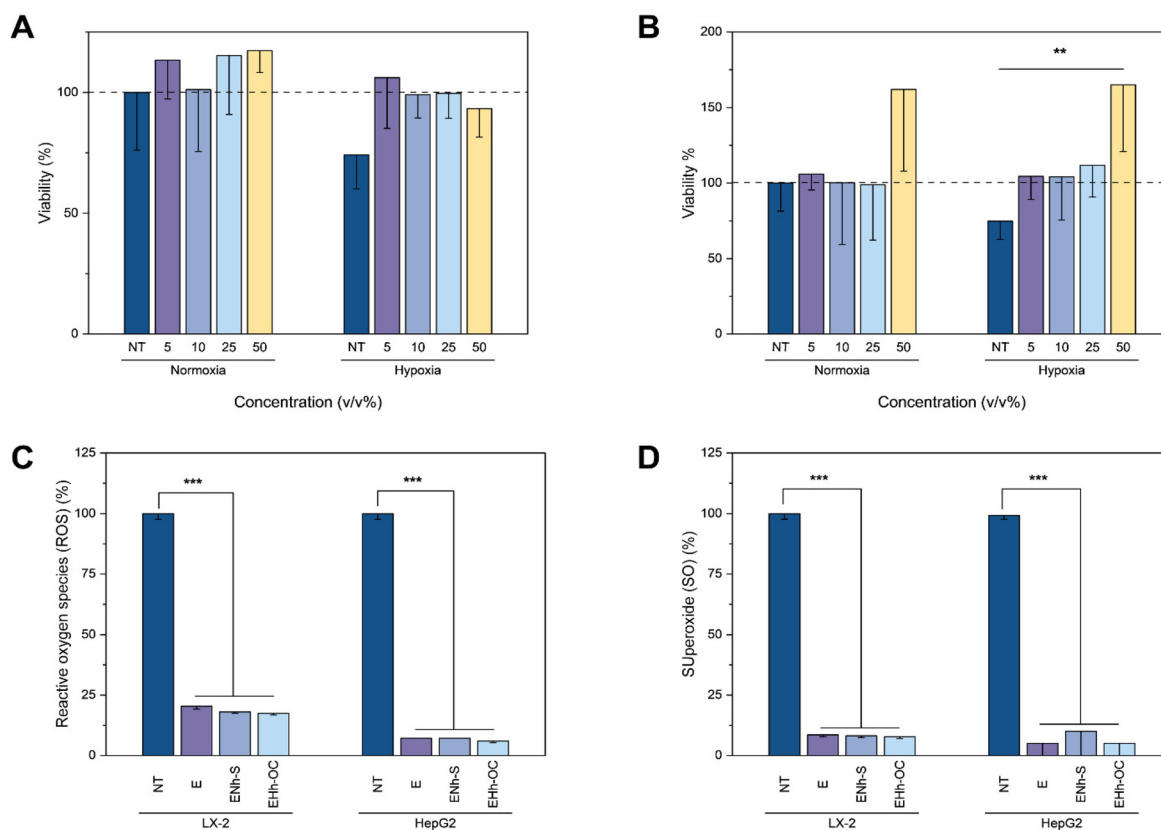 A
Viability (%)
100
50
0
NT 5 10 25 50 NT 5 10 25 50
Normoxia Hypoxia
Concentration (v/v%)
B
Viability %
200
150
100
50
0
**
NT 5 10 25 50 NT 5 10 25 50
Normoxia Hypoxia
Concentration (v/v%)
C
Reactive oxygen species (ROS) (%)
125
100
75
50
25
0
*** ***
NT E ENh-S EHh-OC NT E ENh-S EHh-OC
LX-2 HepG2
D
SUperoxide (SO) (%)
125
100
75
50
25
0
*** ***
NT E ENh-S EHh-OC NT E ENh-S EHh-OC
LX-2 HepG2